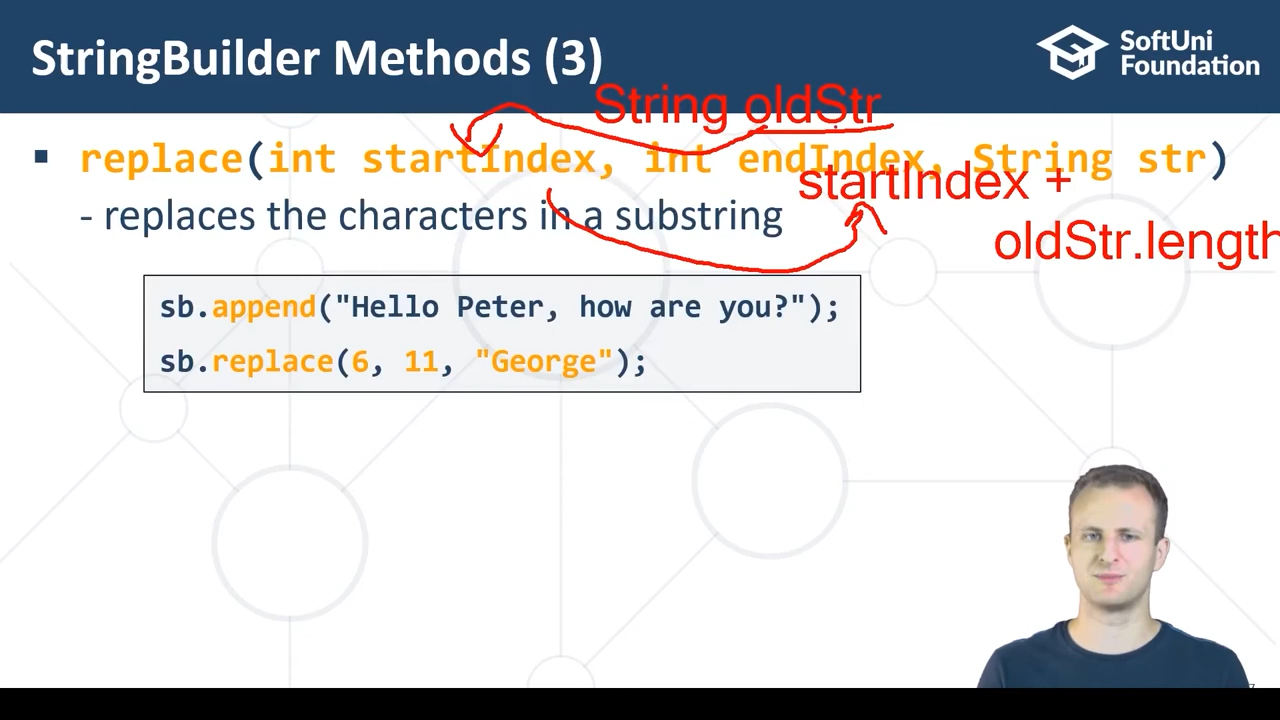 StringBuilder Methods (3)
SoftUni
Foundation
String oldStr
▪ replace(int startIndex, int endIndex, String str)
startIndex +
- replaces the characters in a substring
oldStr.length
sb.append("Hello Peter, how are you?");
sb.replace(6, 11, "George");
7